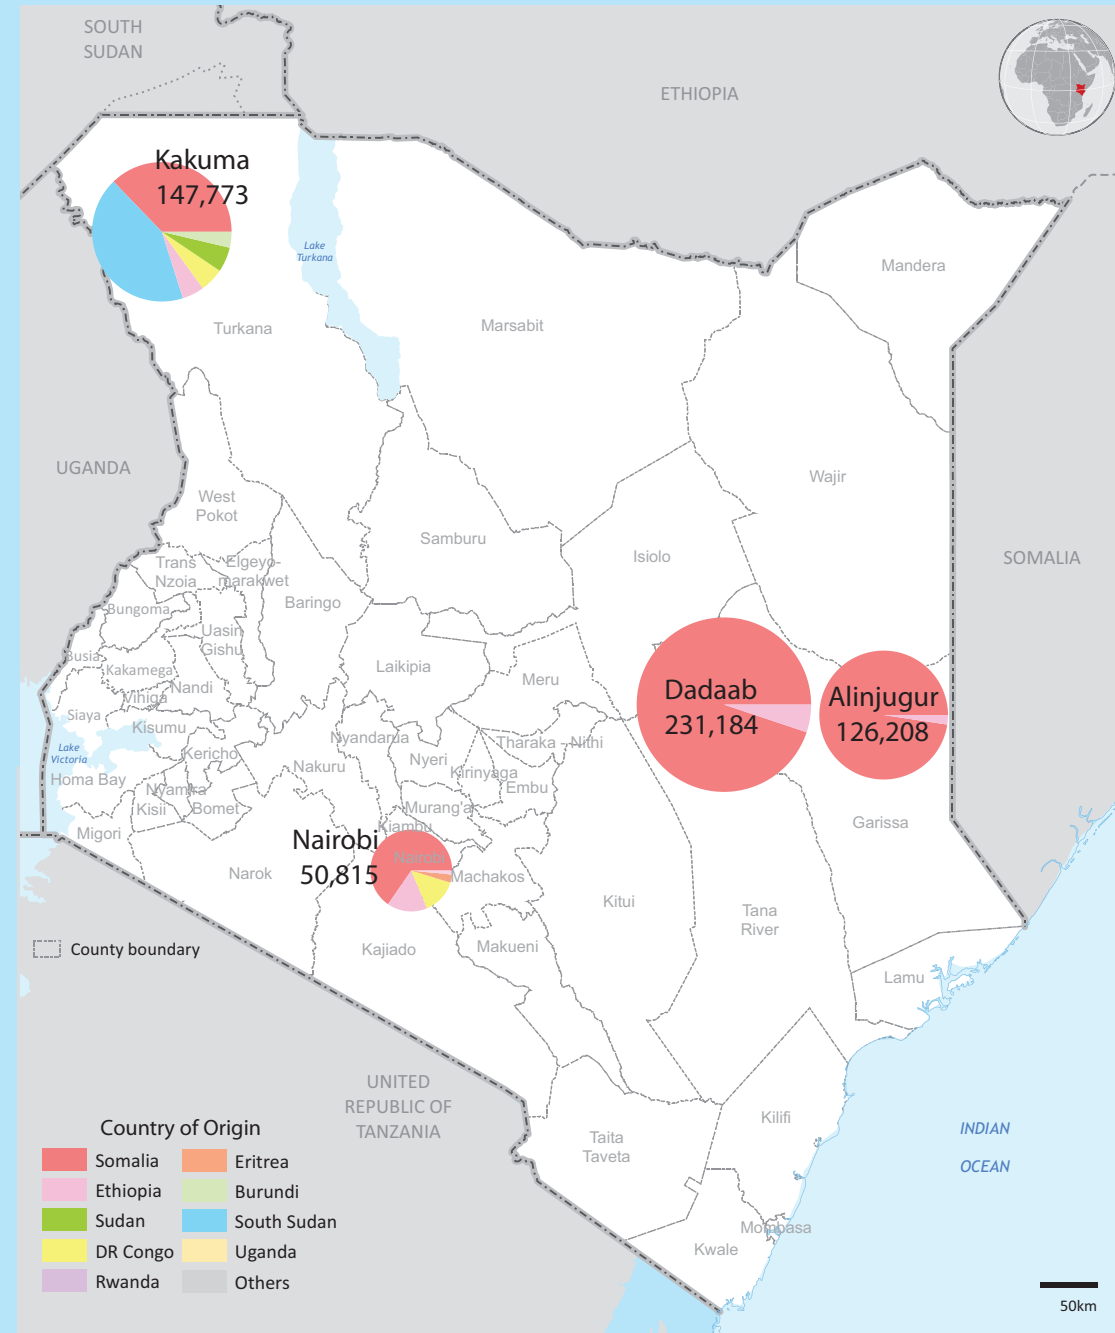 SOUTH
SUDAN
ETHIOPIA
Kakuma
147,773
Lake
Turkana
Mandera
Turkana
Marsabit
UGANDA
Wajir
West
Pokot
Samburu
Isiolo
SOMALIA
Trans
Nzoia
Elgeyo-
marakwet
Baringo
Bungoma
Uasin
Gishu
Busia
Kakamega
Laikipia
Meru
Nandi
Vihiga
Siaya
Kisumu
Dadaab
231,184
Alinjugur
126,208
Lake
Victoria
Kericho
Nyandarua
Tharaka - Nithi
Homa Bay
Nakuru
Nyeri
Kirinyaga
Embu
Nyamira
Kisii
Bomet
Murang'a
Migori
Kiambu
Garissa
Nairobi
50,815
Nairobi
Narok
Machakos
Kitui
Tana
River
County boundary
Kajiado
Makueni
Lamu
UNITED
REPUBLIC OF
TANZANIA
Kilifi
Taita
Taveta
INDIAN
OCEAN
Mombasa
Kwale
Country of Origin
Somalia
Eritrea
Ethiopia
Burundi
Sudan
South Sudan
DR Congo
Uganda
Rwanda
Others
50km